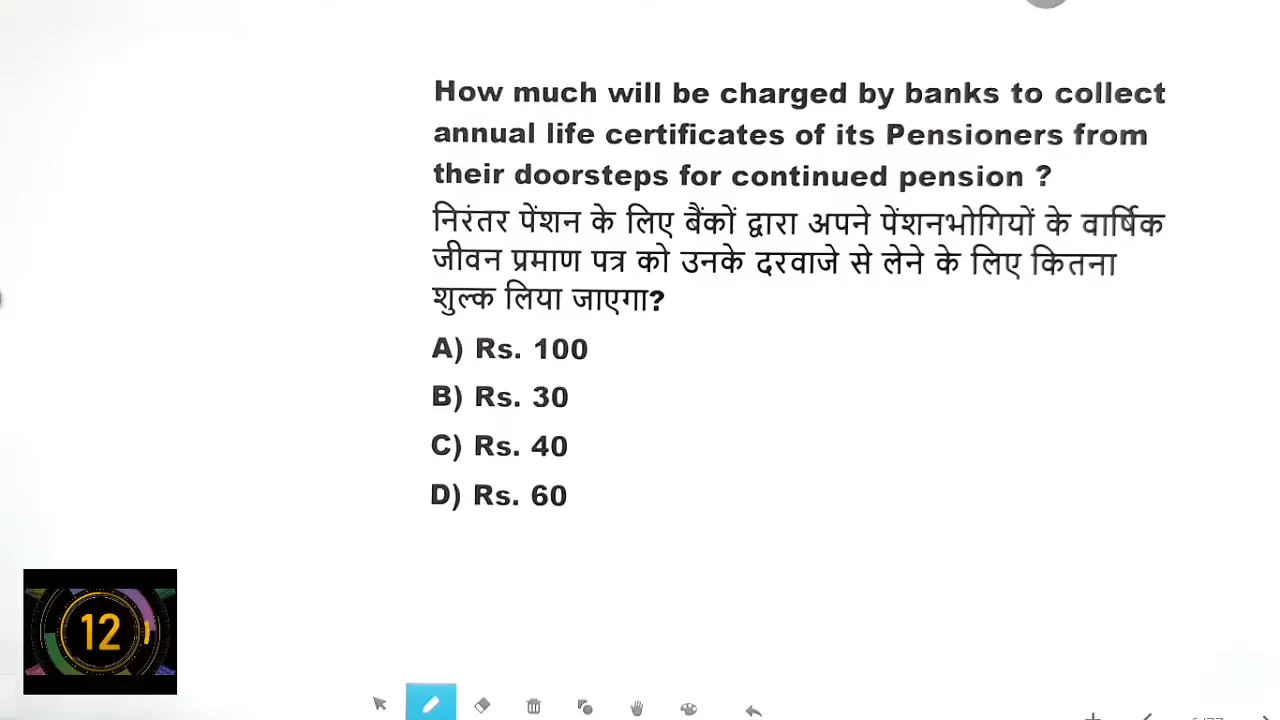 How much will be charged by banks to collect
annual life certificates of its Pensioners from
their doorsteps for continued pension ?
निरंतर पेंशन के लिए बैंकों द्वारा अपने पेंशनभोगियों के वार्षिक
जीवन प्रमाण पत्र को उनके दरवाजे से लेने के लिए कितना
शुल्क लिया जाएगा?
A) Rs. 100
B) Rs. 30
C) Rs. 40
D) Rs. 60
12